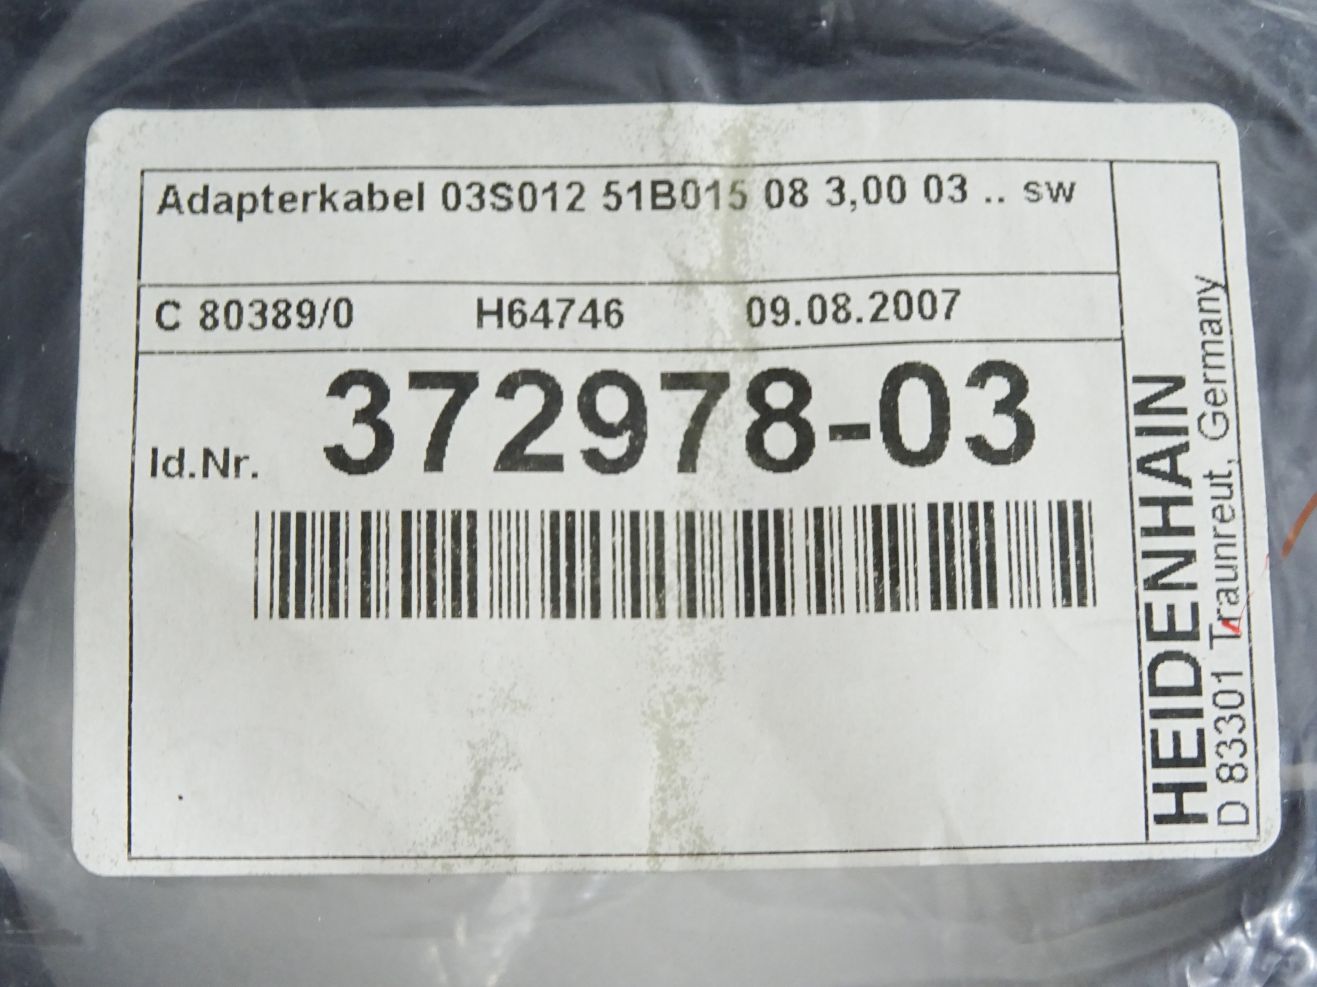 Adapterkabel 03S012 51B015 08 3,00 03 .. sw
C 80389/0 H64746 09.08.2007
Id.Nr. 372978-03
HEIDENHAIN
D 83301 Traunreut, Germany